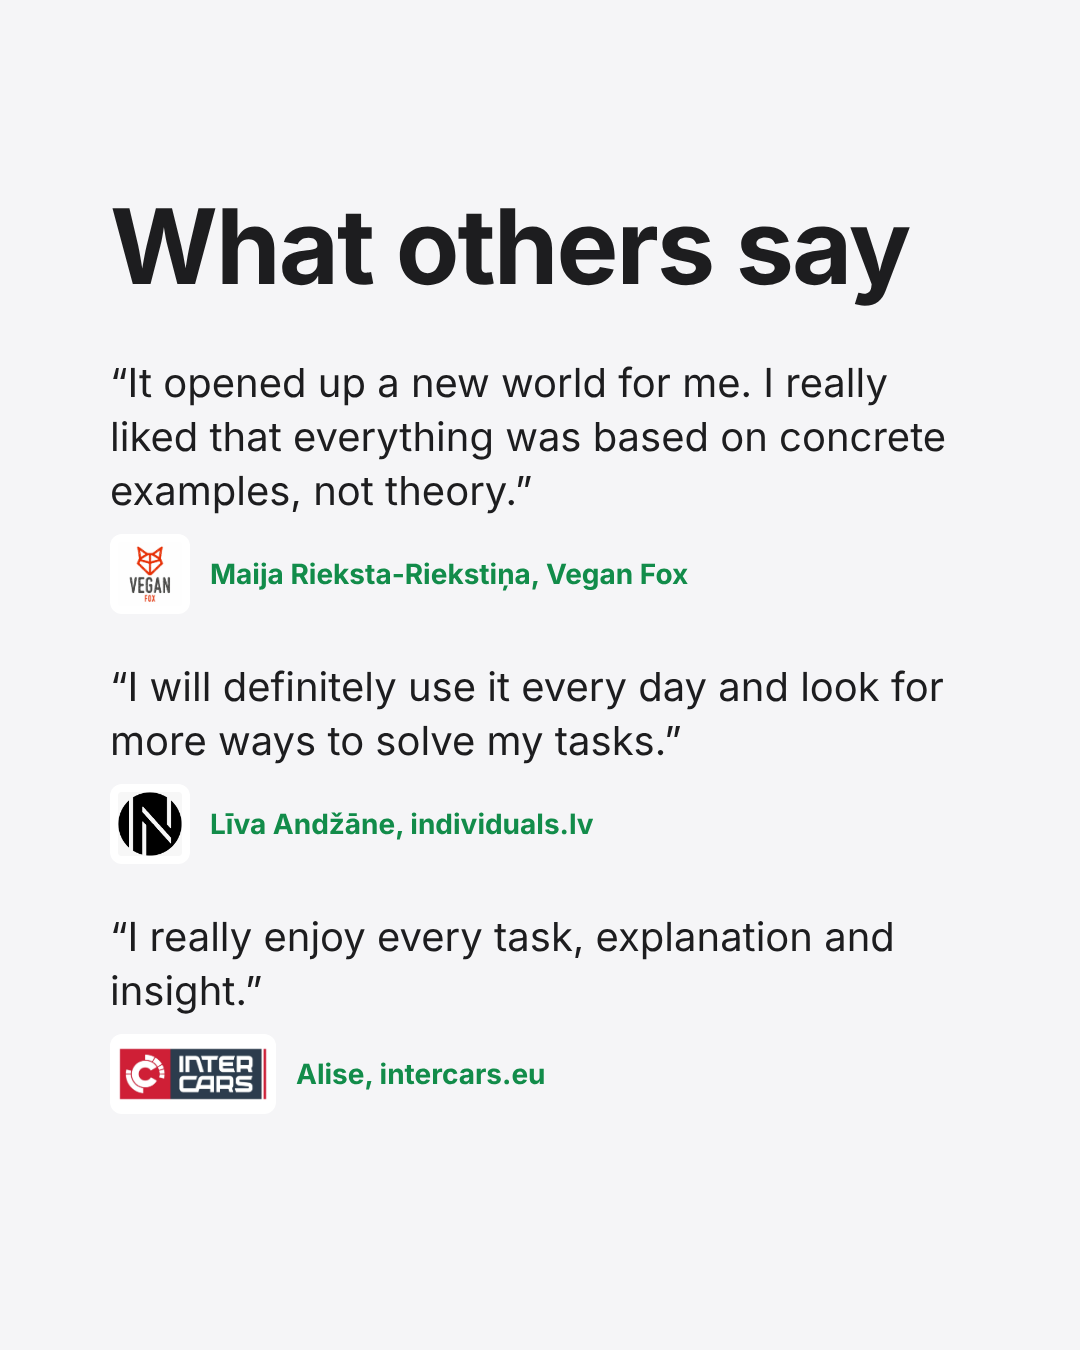 What others say
“It opened up a new world for me. I really
liked that everything was based on concrete
examples, not theory.”
VEGAN
FOX
Maija Rieksta-Riekstiņa, Vegan Fox
“I will definitely use it every day and look for
more ways to solve my tasks.”
IN
Līva Andžāne, individuals.lv
“I really enjoy every task, explanation and
insight.”
INTER
CARS
Alise, intercars.eu